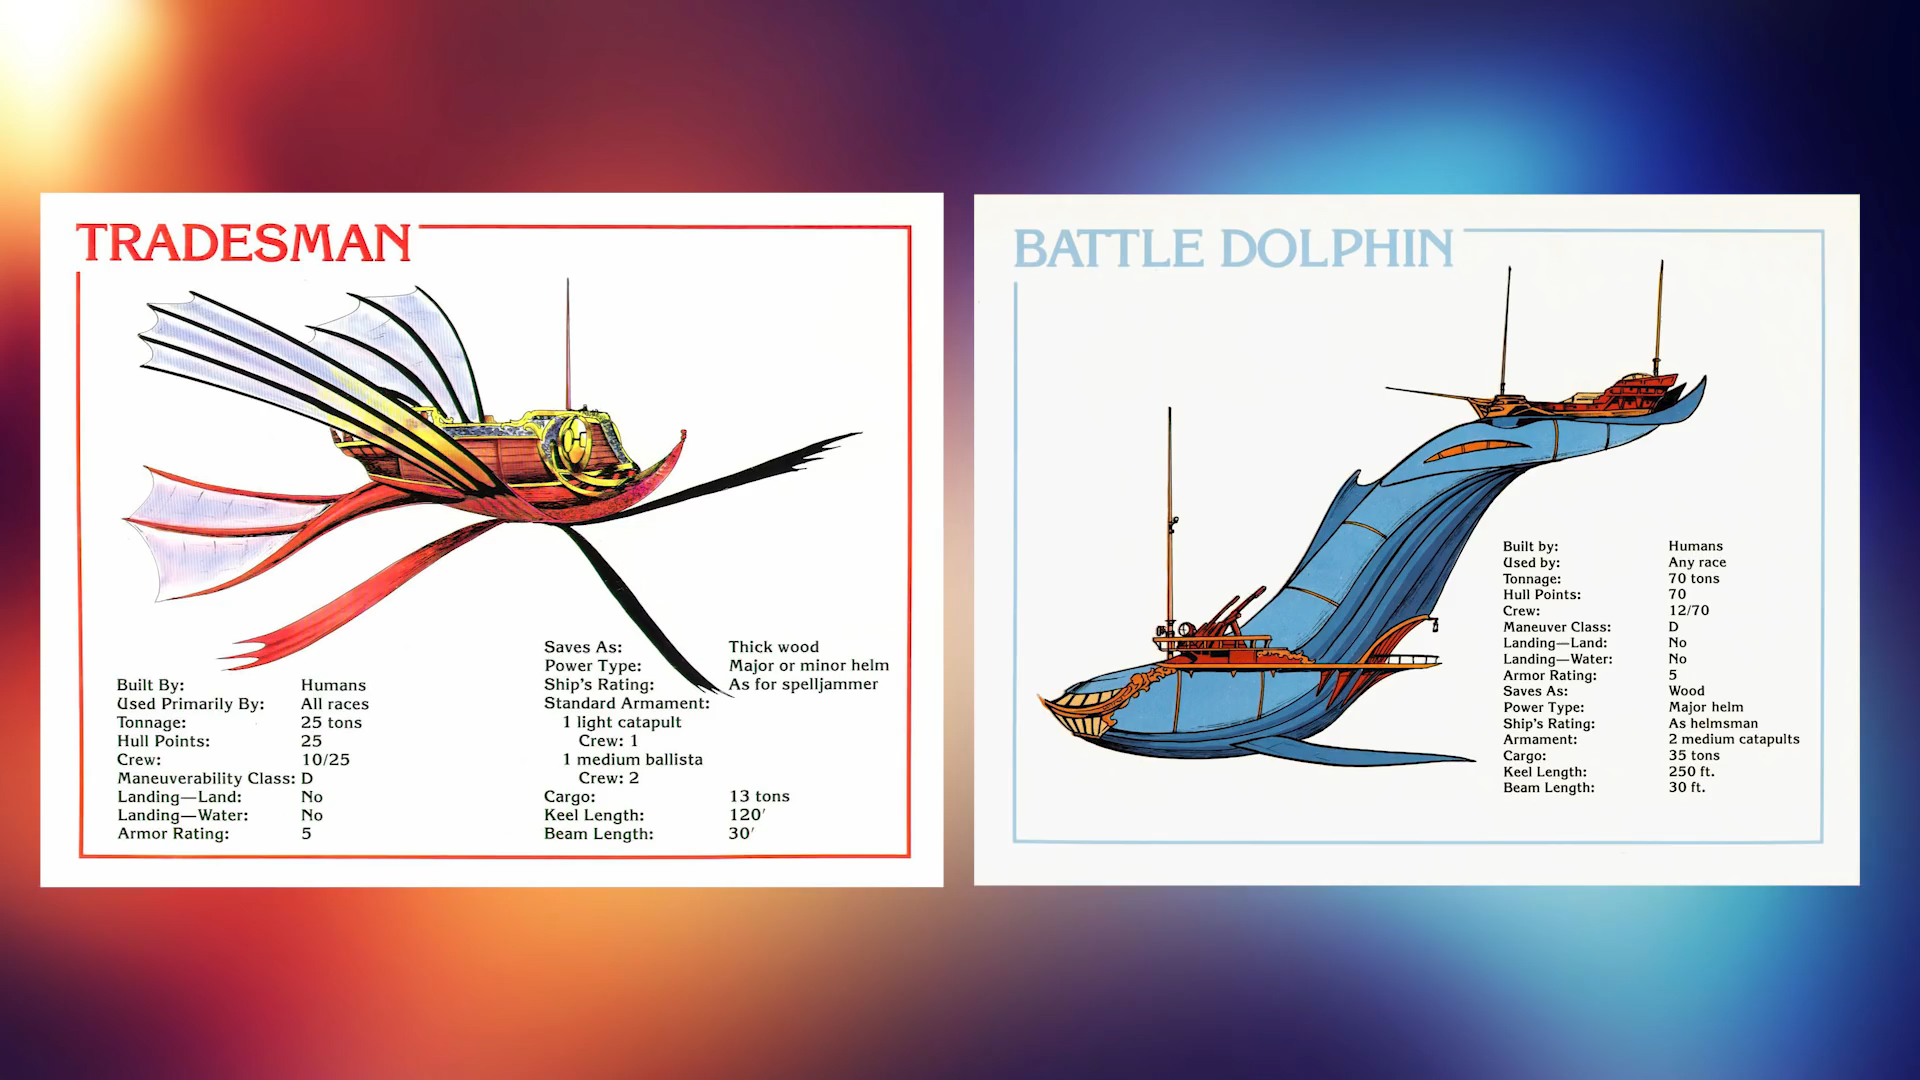 TRADESMAN
Built By: Humans
Used Primarily By: All races
Tonnage: 25 tons
Hull Points: 25
Crew: 10/25
Maneuverability Class: D
Landing—Land: No
Landing—Water: No
Armor Rating: 5
Saves As: Thick wood
Power Type: Major or minor helm
Ship's Rating: As for spelljammer
Standard Armament:
1 light catapult
Crew: 1
1 medium ballista
Crew: 2
Cargo: 13 tons
Keel Length: 120'
Beam Length: 30'
BATTLE DOLPHIN
Built by: Humans
Used by: Any race
Tonnage: 70 tons
Hull Points: 70
Crew: 12/70
Maneuver Class: D
Landing—Land: No
Landing—Water: No
Armor Rating: 5
Saves As: Wood
Power Type: Major helm
Ship's Rating: As helmsman
Armament: 2 medium catapults
Cargo: 35 tons
Keel Length: 250 ft.
Beam Length: 30 ft.